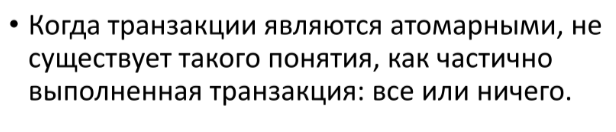 • Когда транзакции являются атомарными, не
существует такого понятия, как частично
выполненная транзакция: все или ничего.